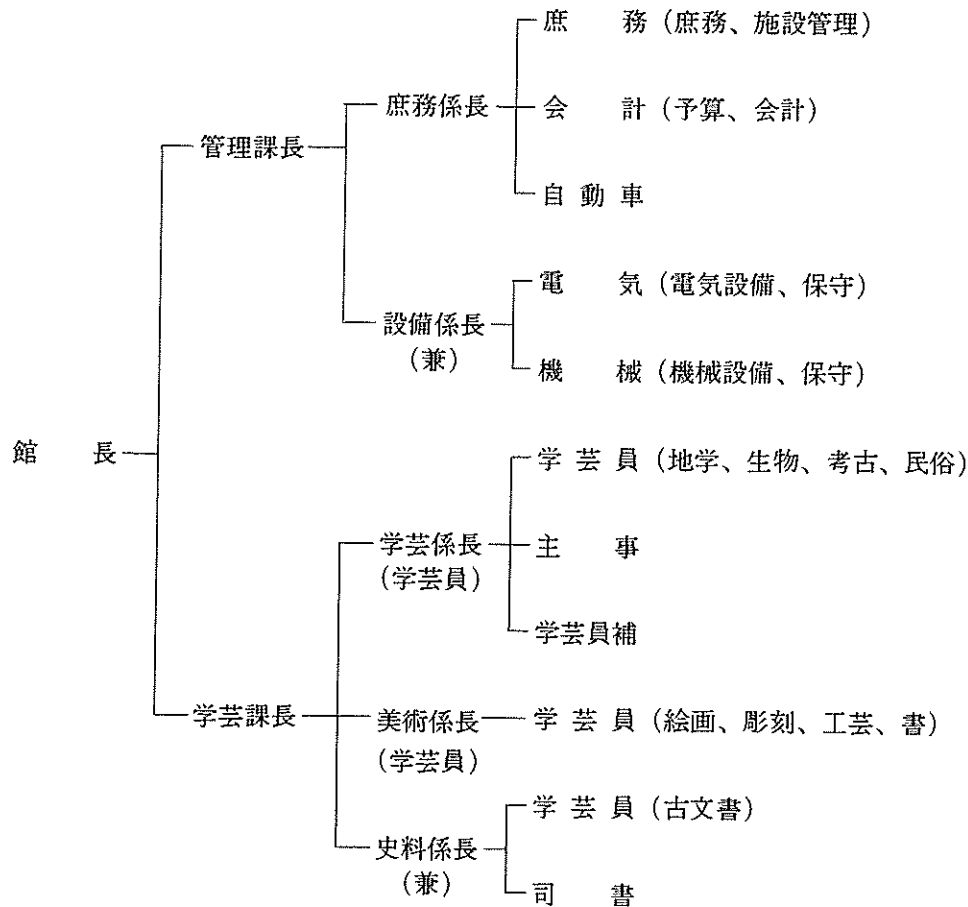 庶務（庶務、施設管理）
庶務係長
会計（予算、会計）
管理課長
自動車
電気（電気設備、保守）
設備係長
（兼）
機械（機械設備、保守）
館長
学芸員（地学、生物、考古、民俗）
学芸係長
（学芸員）
主事
学芸員補
学芸課長
美術係長
（学芸員）
学芸員（絵画、彫刻、工芸、書）
学芸員（古文書）
史料係長
（兼）
司書